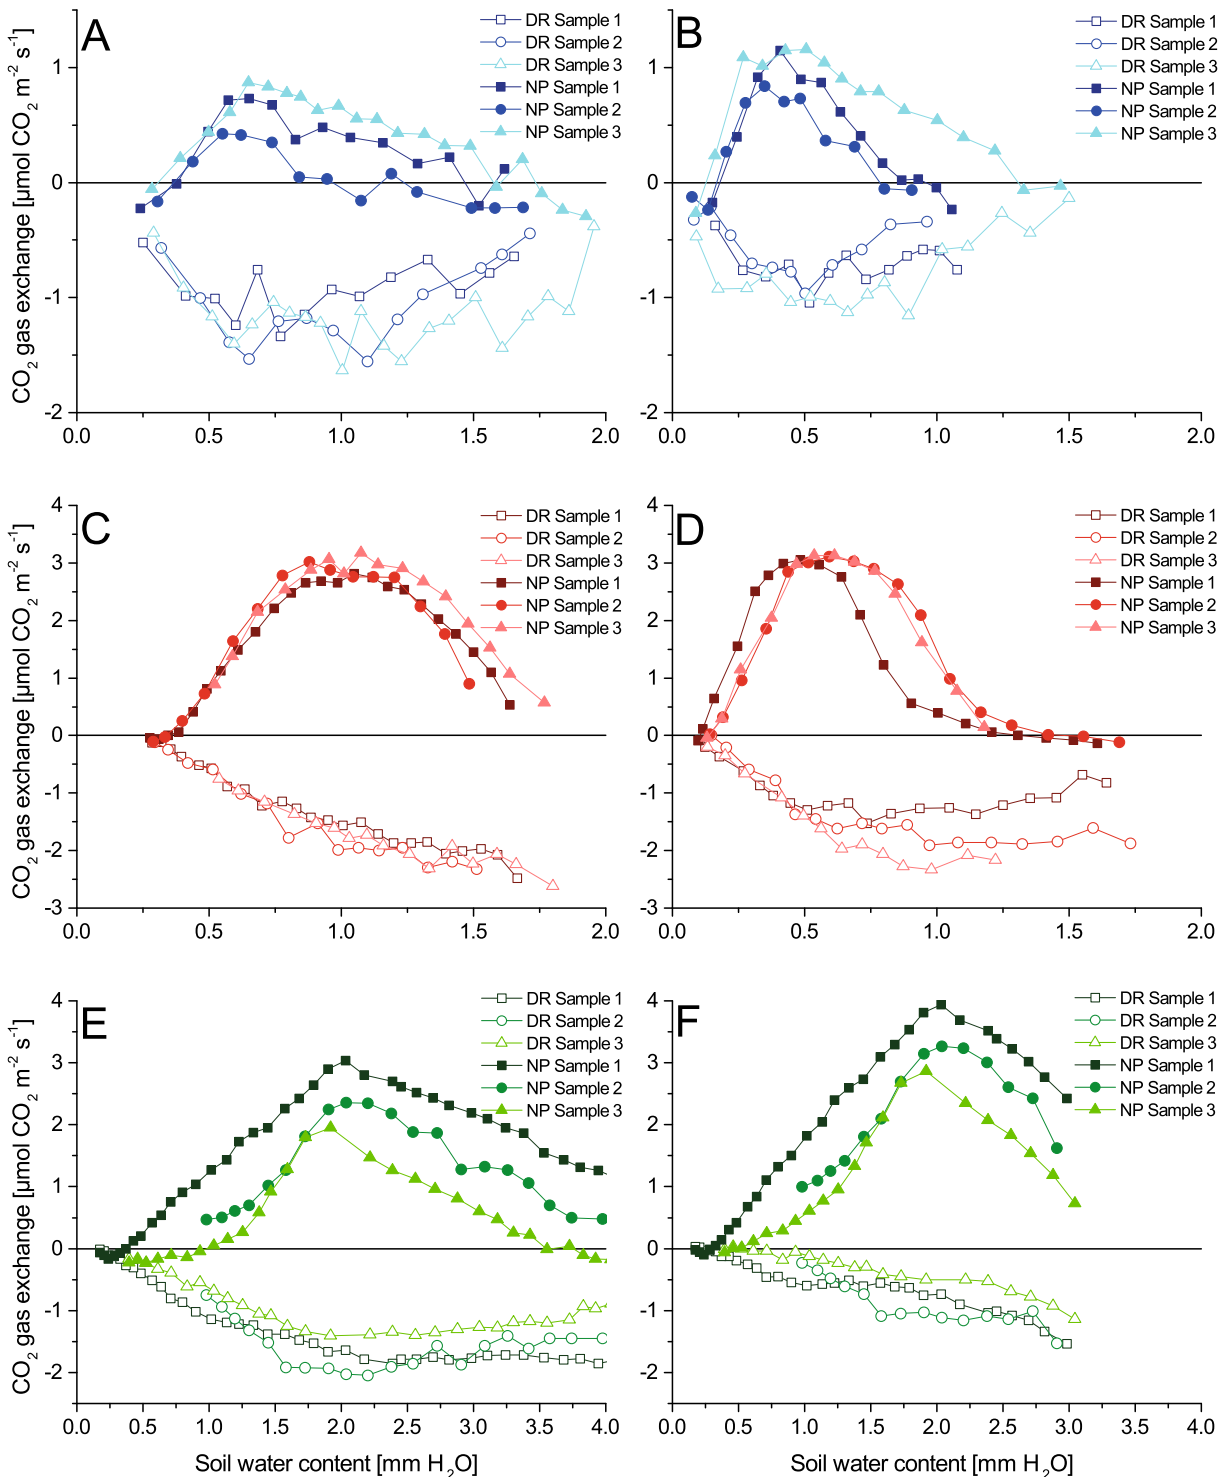 A
CO2 gas exchange [µmol CO2 m-2 s-1]
1
0
-1
-2
0.0 0.5 1.0 1.5 2.0
DR Sample 1
DR Sample 2
DR Sample 3
NP Sample 1
NP Sample 2
NP Sample 3
B
1
0
-1
-2
0.0 0.5 1.0 1.5 2.0
DR Sample 1
DR Sample 2
DR Sample 3
NP Sample 1
NP Sample 2
NP Sample 3
C
CO2 gas exchange [µmol CO2 m-2 s-1]
4
3
2
1
0
-1
-2
-3
0.0 0.5 1.0 1.5 2.0
DR Sample 1
DR Sample 2
DR Sample 3
NP Sample 1
NP Sample 2
NP Sample 3
D
4
3
2
1
0
-1
-2
-3
0.0 0.5 1.0 1.5 2.0
DR Sample 1
DR Sample 2
DR Sample 3
NP Sample 1
NP Sample 2
NP Sample 3
E
CO2 gas exchange [µmol CO2 m-2 s-1]
4
3
2
1
0
-1
-2
0.0 0.5 1.0 1.5 2.0 2.5 3.0 3.5 4.0
Soil water content [mm H2O]
DR Sample 1
DR Sample 2
DR Sample 3
NP Sample 1
NP Sample 2
NP Sample 3
F
4
3
2
1
0
-1
-2
0.0 0.5 1.0 1.5 2.0 2.5 3.0 3.5 4.0
Soil water content [mm H2O]
DR Sample 1
DR Sample 2
DR Sample 3
NP Sample 1
NP Sample 2
NP Sample 3